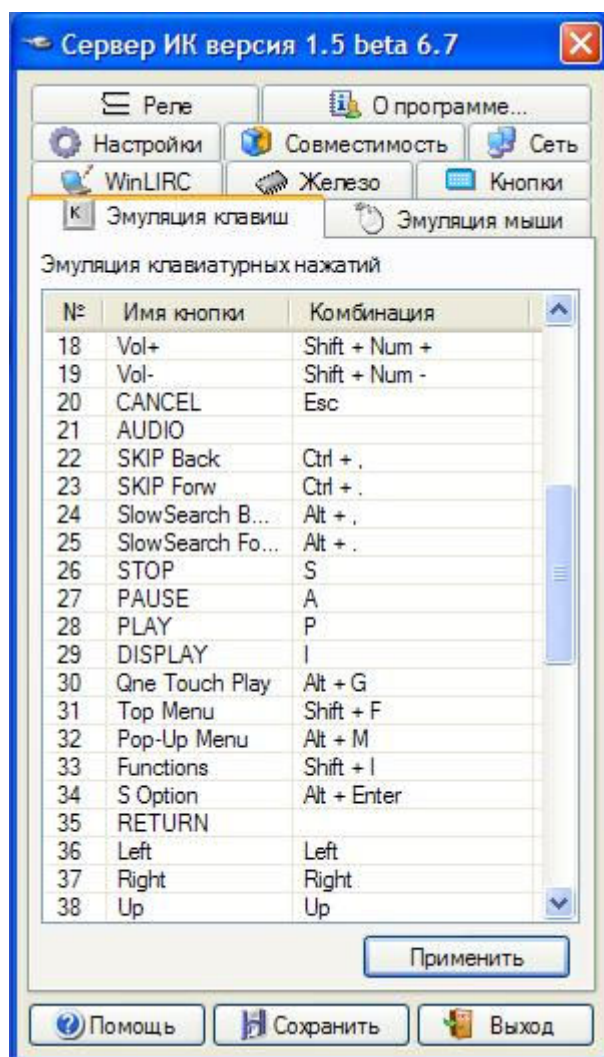 Сервер ИК версия 1.5 beta 6.7
Реле О программе...
Настройки Совместимость Сеть
WinLIRC Железо Кнопки
Эмуляция клавиш Эмуляция мыши
Эмуляция клавиатурных нажатий
№ Имя кнопки Комбинация
18 Vol+ Shift + Num +
19 Vol- Shift + Num -
20 CANCEL Esc
21 AUDIO
22 SKIP Back Ctrl + ,
23 SKIP Forw Ctrl + .
24 SlowSearch B... Alt + ,
25 SlowSearch Fo... Alt + .
26 STOP S
27 PAUSE A
28 PLAY P
29 DISPLAY I
30 Qne Touch Play Alt + G
31 Top Menu Shift + F
32 Pop-Up Menu Alt + M
33 Functions Shift + I
34 S Option Alt + Enter
35 RETURN
36 Left Left
37 Right Right
38 Up Up
Применить
Помощь Сохранить Выход